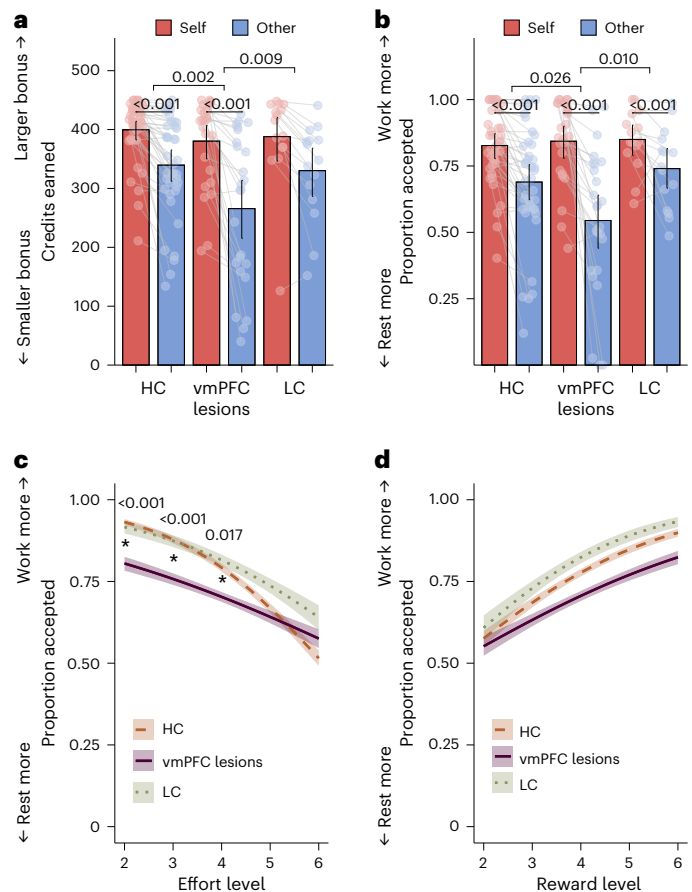 a
Self
Other
← Smaller bonus
Larger bonus →
Credits earned
500
400
300
200
100
0
0.002
0.009
<0.001
<0.001
HC
vmPFC
lesions
LC
b
Self
Other
← Rest more
Work more →
Proportion accepted
1.00
0.75
0.50
0.25
0.026
0.010
<0.001
<0.001
<0.001
HC
vmPFC
lesions
LC
c
← Rest more
Work more →
Proportion accepted
1.00
0.75
0.50
0.25
0
<0.001
<0.001
0.017
*
*
*
HC
vmPFC lesions
LC
2
3
4
5
6
Effort level
d
← Rest more
Work more →
Proportion accepted
1.00
0.75
0.50
0.25
0
HC
vmPFC lesions
LC
2
3
4
5
6
Reward level